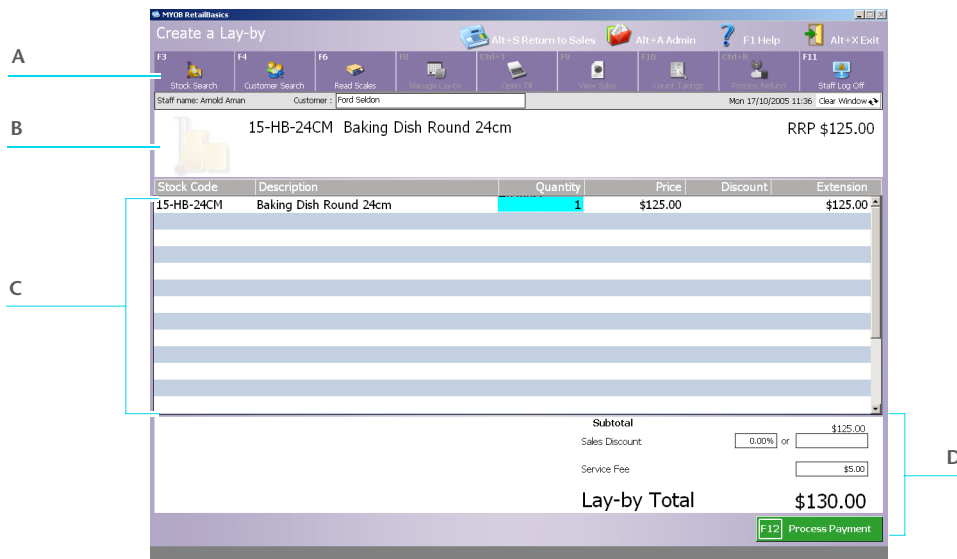 MYOB RetailBasics
Create a Lay-by
Alt+S Return to Sales
Alt+A Admin
F1 Help
Alt+X Exit
A
F3 Stock Search
F4 Customer Search
F6 Read Scales
F8 Manage Lay-by
Ctrl+T Open Till
F9 View Sales
F10 Count Takings
Ctrl+R Process Refund
F11 Staff Log Off
Staff name: Arnold Aman
Customer : Ford Seldon
Mon 17/10/2005 11:36
Clear Window
B
15-HB-24CM Baking Dish Round 24cm
RRP $125.00
Stock Code Description Quantity Price Discount Extension
15-HB-24CM Baking Dish Round 24cm 1 $125.00 $125.00
C
Subtotal $125.00
Sales Discount 0.00% or
D
Service Fee $5.00
Lay-by Total $130.00
F12 Process Payment